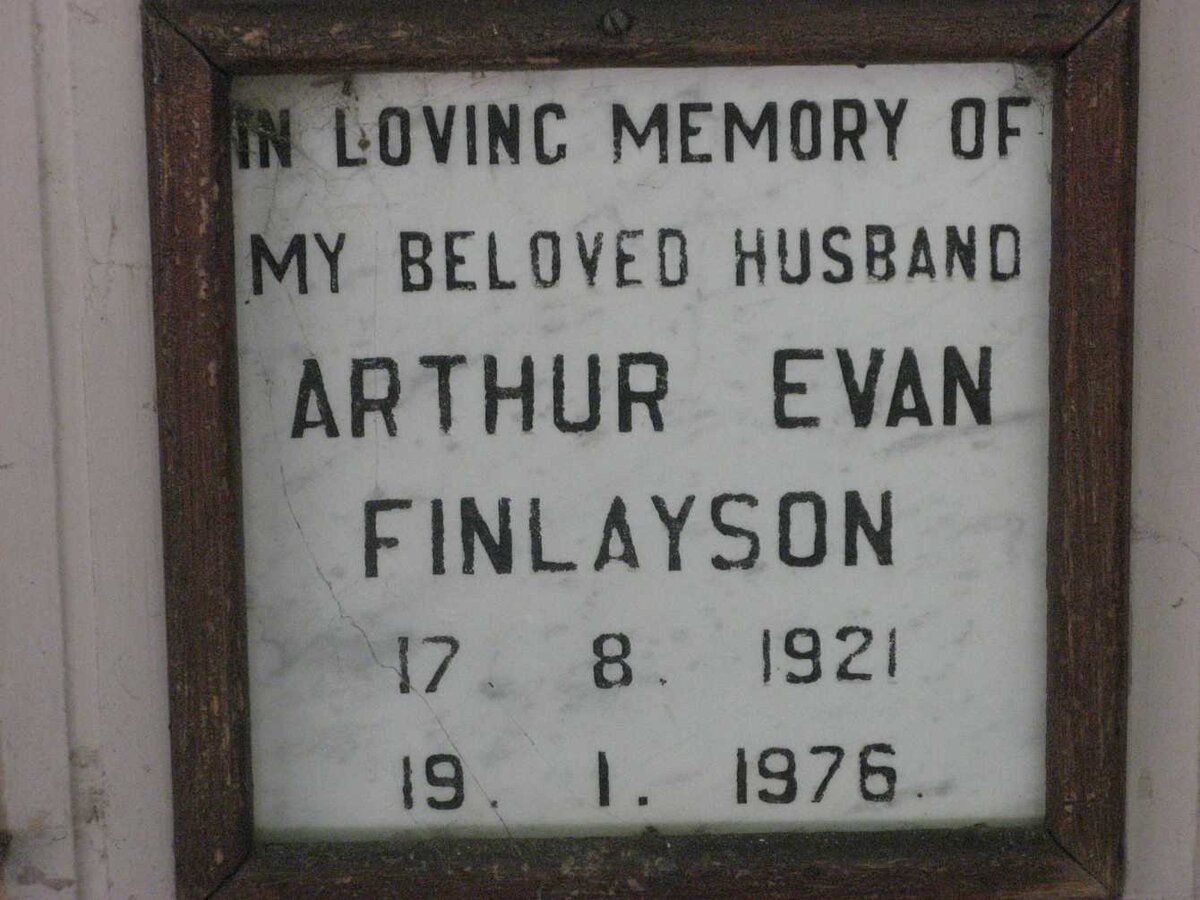 IN LOVING MEMORY OF
MY BELOVED HUSBAND
ARTHUR EVAN
FINLAYSON
17. 8. 1921
19. 1. 1976.